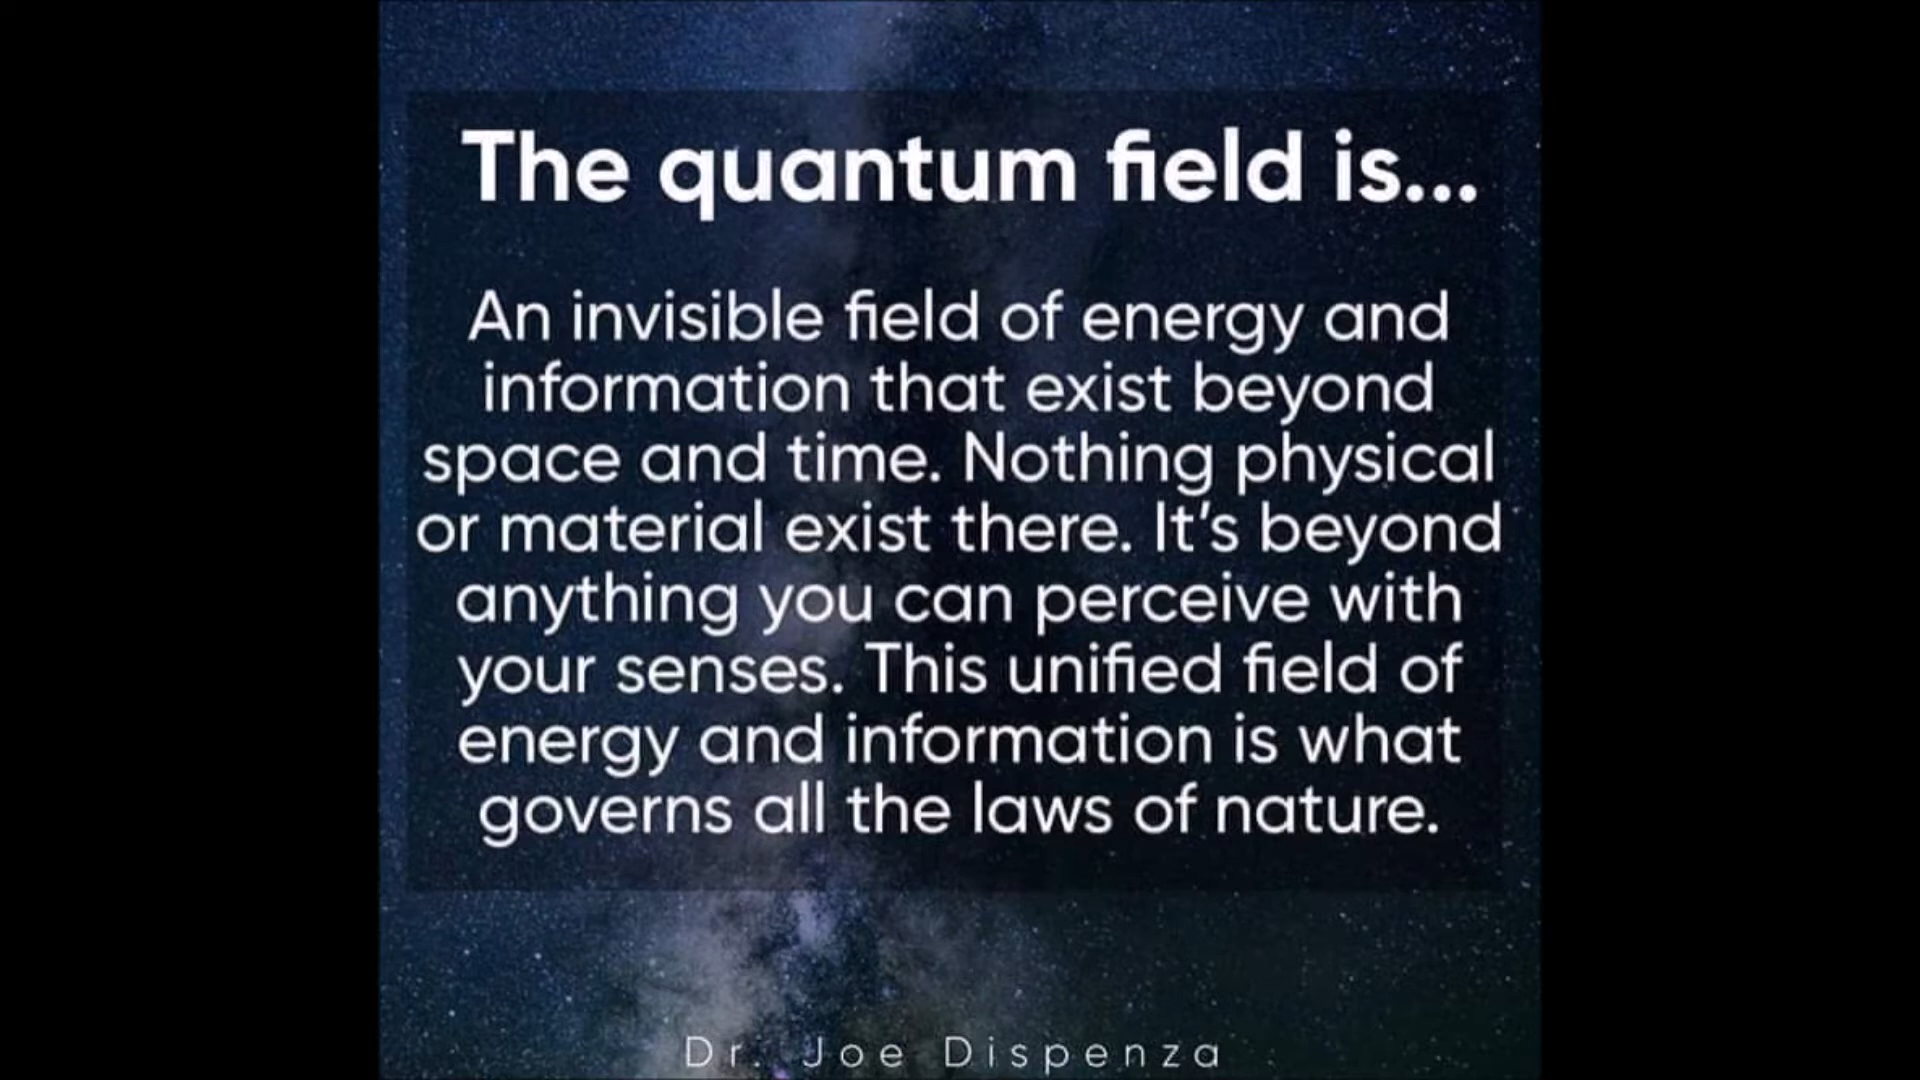 The quantum field is...
An invisible field of energy and
information that exist beyond
space and time. Nothing physical
or material exist there. It’s beyond
anything you can perceive with
your senses. This unified field of
energy and information is what
governs all the laws of nature.
Dr. Joe Dispenza